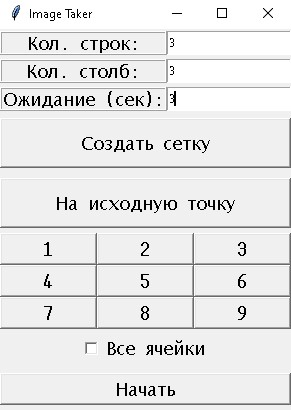 Image Taker
Кол. строк: 3
Кол. столб: 3
Ожидание (сек): 3
Создать сетку
На исходную точку
1 2 3
4 5 6
7 8 9
Все ячейки
Начать